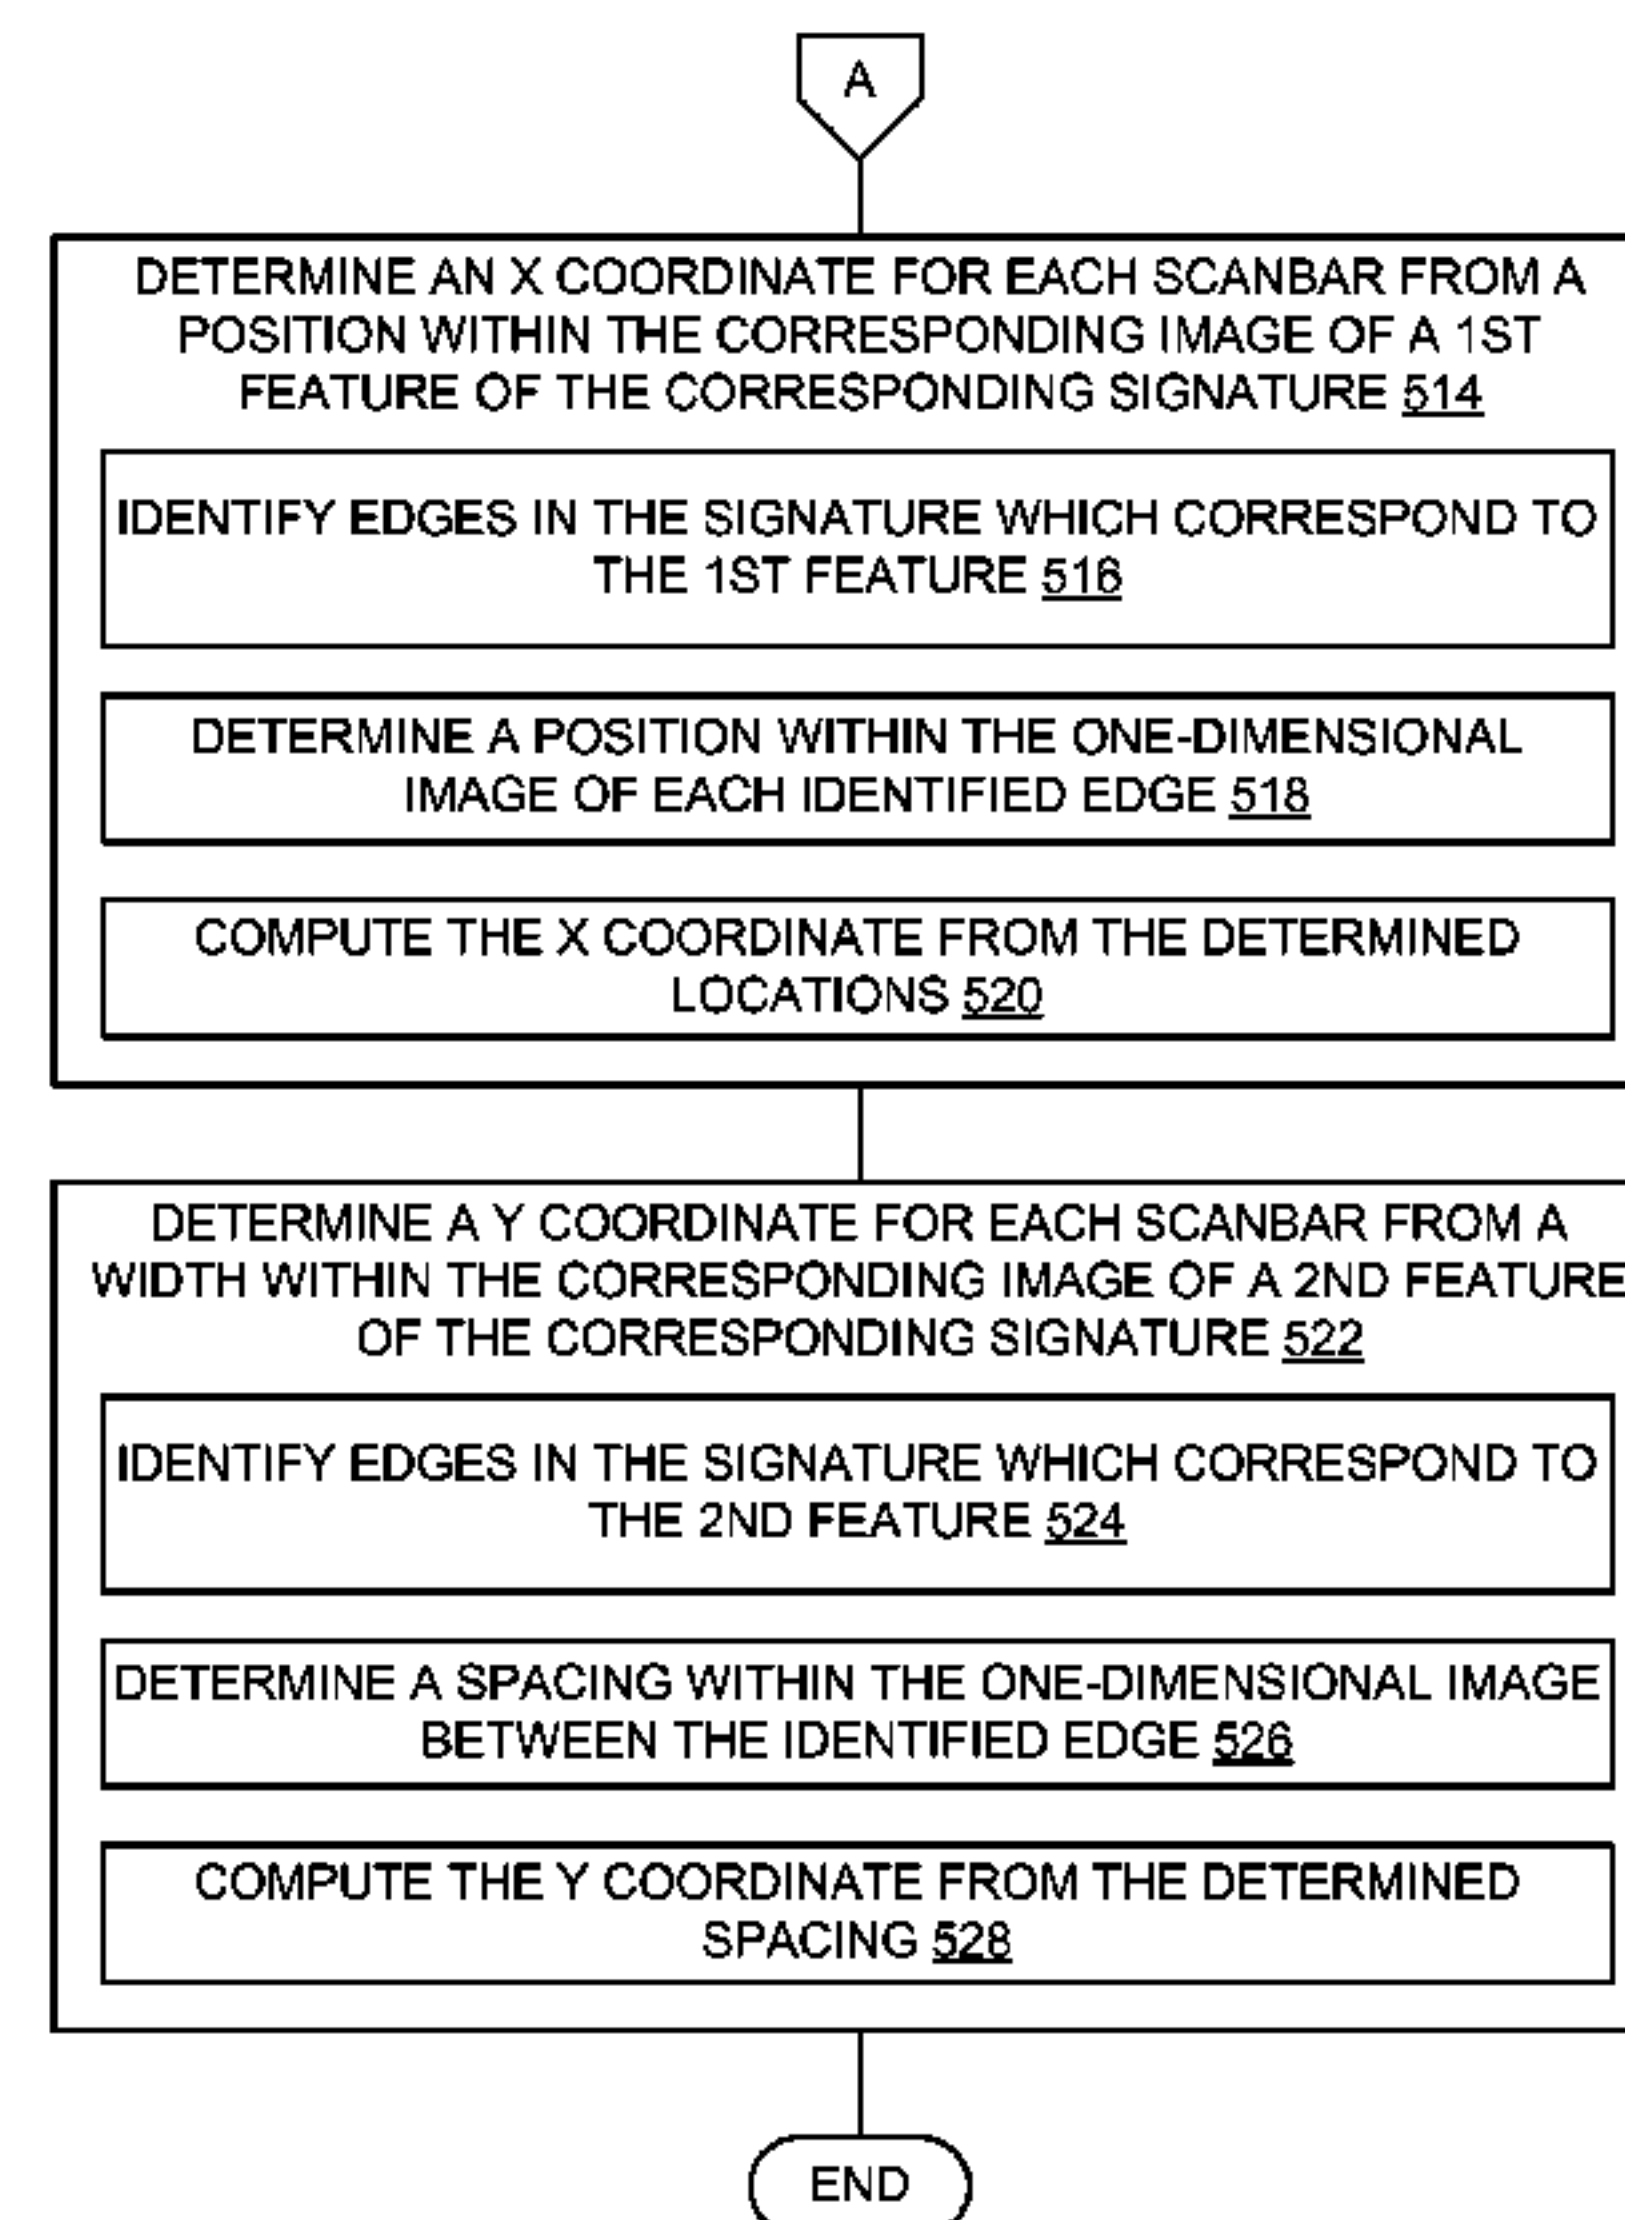 A
DETERMINE AN X COORDINATE FOR EACH SCANBAR FROM A
POSITION WITHIN THE CORRESPONDING IMAGE OF A 1ST
FEATURE OF THE CORRESPONDING SIGNATURE 514
IDENTIFY EDGES IN THE SIGNATURE WHICH CORRESPOND TO
THE 1ST FEATURE 516
DETERMINE A POSITION WITHIN THE ONE-DIMENSIONAL
IMAGE OF EACH IDENTIFIED EDGE 518
COMPUTE THE X COORDINATE FROM THE DETERMINED
LOCATIONS 520
DETERMINE A Y COORDINATE FOR EACH SCANBAR FROM A
WIDTH WITHIN THE CORRESPONDING IMAGE OF A 2ND FEATURE
OF THE CORRESPONDING SIGNATURE 522
IDENTIFY EDGES IN THE SIGNATURE WHICH CORRESPOND TO
THE 2ND FEATURE 524
DETERMINE A SPACING WITHIN THE ONE-DIMENSIONAL IMAGE
BETWEEN THE IDENTIFIED EDGE 526
COMPUTE THE Y COORDINATE FROM THE DETERMINED
SPACING 528
END